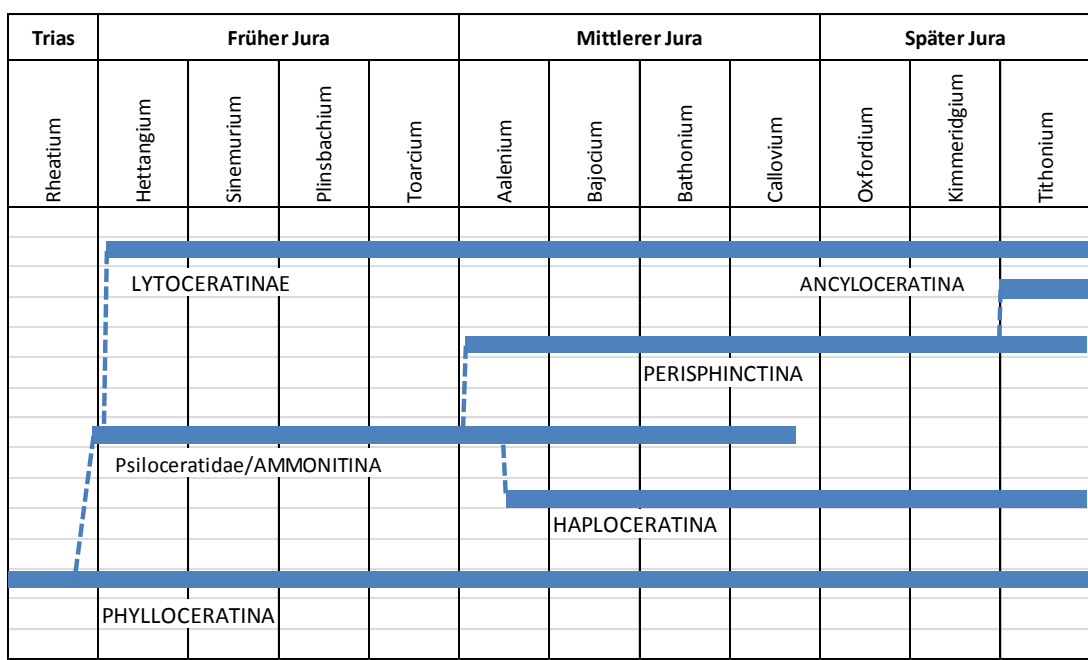 Trias
Früher Jura
Mittlerer Jura
Später Jura
Rheatium
Hettangium
Sinemurium
Plinsbachium
Toarcium
Aalenium
Bajocium
Bathonium
Callovium
Oxfordium
Kimmeridgium
Tithonium
LYTOCERATINAE
ANCYLOCERATINA
PERISPHINCTINA
Psiloceratidae/AMMONITINA
HAPLOCERATINA
PHYLLOCERATINA